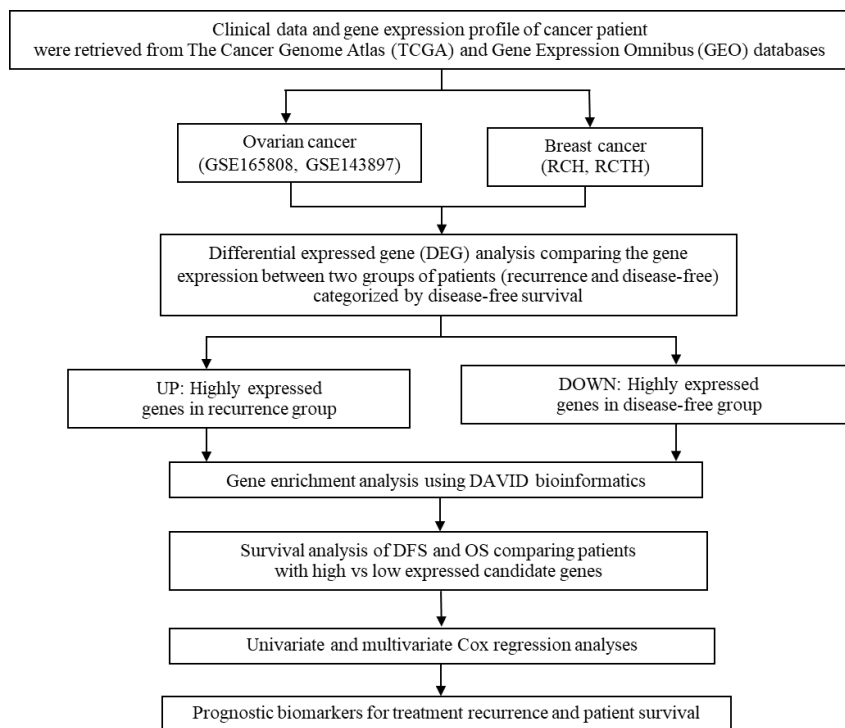 Clinical data and gene expression profile of cancer patient
were retrieved from The Cancer Genome Atlas (TCGA) and Gene Expression Omnibus (GEO) databases
Ovarian cancer
(GSE165808, GSE143897)
Breast cancer
(RCH, RCTH)
Differential expressed gene (DEG) analysis comparing the gene
expression between two groups of patients (recurrence and disease-free)
categorized by disease-free survival
UP: Highly expressed
genes in recurrence group
DOWN: Highly expressed
genes in disease-free group
Gene enrichment analysis using DAVID bioinformatics
Survival analysis of DFS and OS comparing patients
with high vs low expressed candidate genes
Univariate and multivariate Cox regression analyses
Prognostic biomarkers for treatment recurrence and patient survival